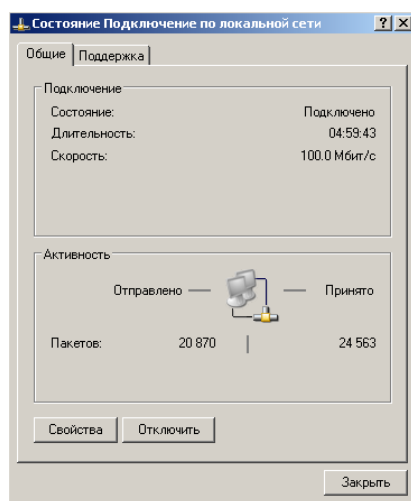 Состояние Подключение по локальной сети
Общие Поддержка
Подключение
Состояние: Подключено
Длительность: 04:59:43
Скорость: 100.0 Мбит/с
Активность
Отправлено Принято
Пакетов: 20 870 24 563
Свойства Отключить
Закрыть